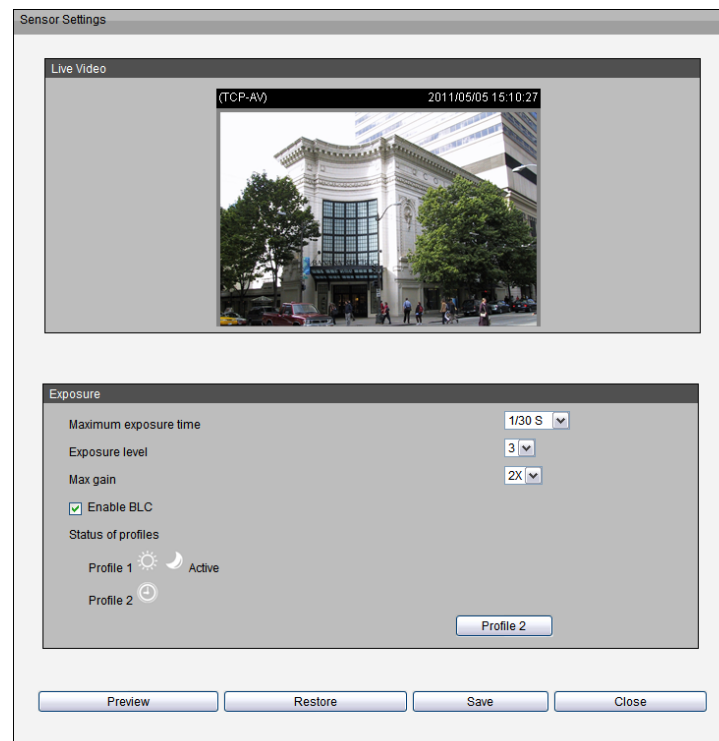 Sensor Settings
Live Video
(TCP-AV) 2011/05/05 15:10:27
Exposure
Maximum exposure time 1/30 S
Exposure level 3
Max gain 2X
Enable BLC
Status of profiles
Profile 1 Active
Profile 2
Profile 2
Preview Restore Save Close